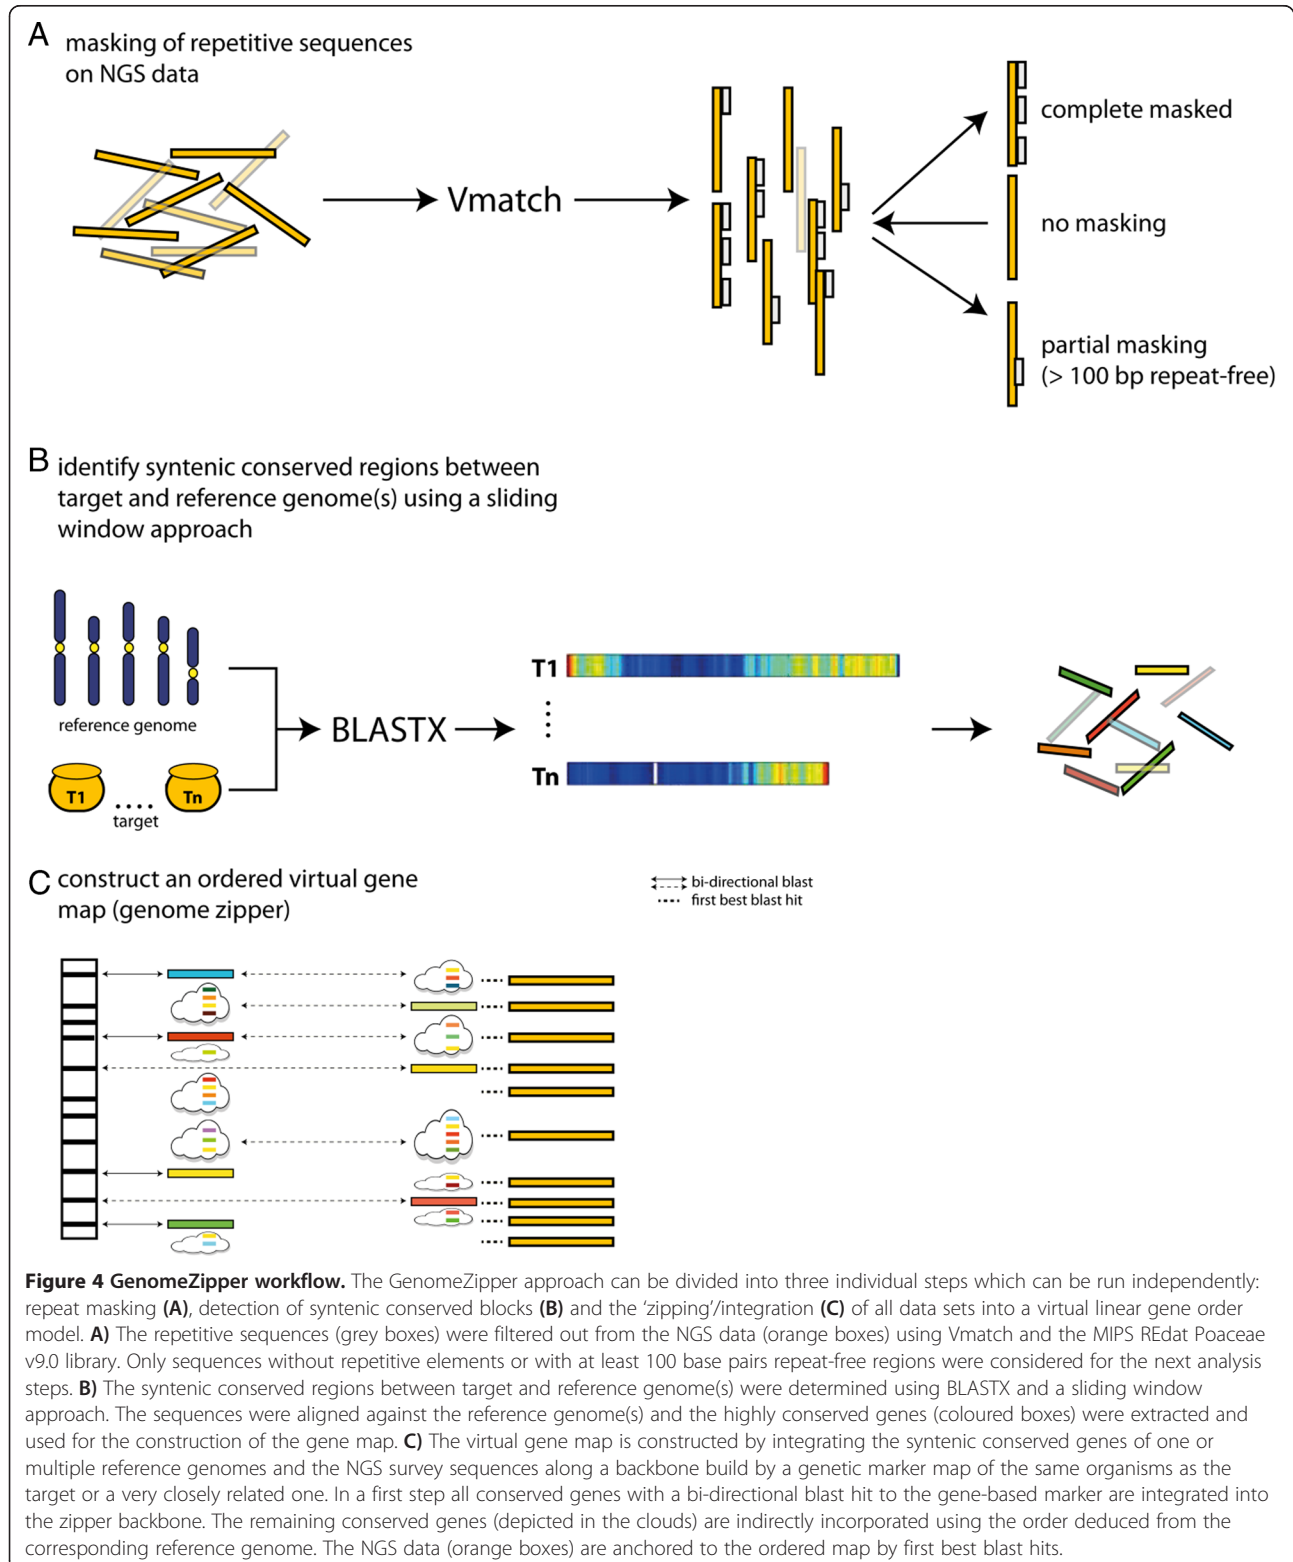 A masking of repetitive sequences
on NGS data
Vmatch
complete masked
no masking
partial masking
(> 100 bp repeat-free)
B identify syntenic conserved regions between
target and reference genome(s) using a sliding
window approach
reference genome
T1 .... Tn
target
BLASTX
T1
Tn
C construct an ordered virtual gene
map (genome zipper)
bi-directional blast
first best blast hit
Figure 4 GenomeZipper workflow. The GenomeZipper approach can be divided into three individual steps which can be run independently:
repeat masking (A), detection of syntenic conserved blocks (B) and the ‘zipping’/integration (C) of all data sets into a virtual linear gene order
model. A) The repetitive sequences (grey boxes) were filtered out from the NGS data (orange boxes) using Vmatch and the MIPS REdat Poaceae
v9.0 library. Only sequences without repetitive elements or with at least 100 base pairs repeat-free regions were considered for the next analysis
steps. B) The syntenic conserved regions between target and reference genome(s) were determined using BLASTX and a sliding window
approach. The sequences were aligned against the reference genome(s) and the highly conserved genes (coloured boxes) were extracted and
used for the construction of the gene map. C) The virtual gene map is constructed by integrating the syntenic conserved genes of one or
multiple reference genomes and the NGS survey sequences along a backbone build by a genetic marker map of the same organisms as the
target or a very closely related one. In a first step all conserved genes with a bi-directional blast hit to the gene-based marker are integrated into
the zipper backbone. The remaining conserved genes (depicted in the clouds) are indirectly incorporated using the order deduced from the
corresponding reference genome. The NGS data (orange boxes) are anchored to the ordered map by first best blast hits.